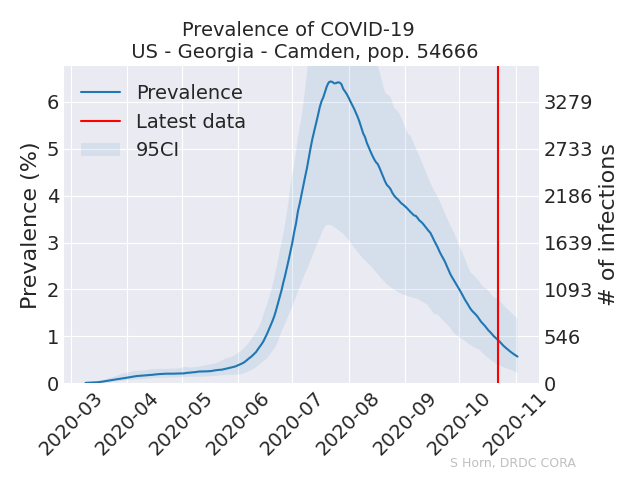 Prevalence of COVID-19
US - Georgia - Camden, pop. 54666
Prevalence
Latest data
95CI
Prevalence (%)
6
5
4
3
2
1
0
3279
2733
2186
1639
1093
546
0
# of infections
2020-03
2020-04
2020-05
2020-06
2020-07
2020-08
2020-09
2020-10
2020-11
S Horn, DRDC CORA